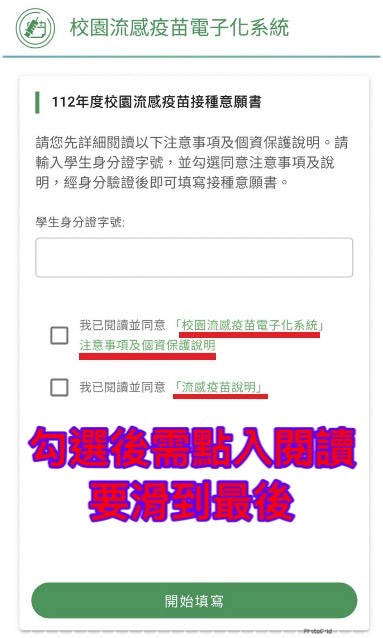 校園流感疫苗電子化系統
112年度校園流感疫苗接種意願書
請您先詳細閱讀以下注意事項及個資保護說明。請
輸入學生身分證字號，並勾選同意注意事項及說
明，經身分驗證後即可填寫接種意願書。
學生身分證字號:
我已閱讀並同意 「校園流感疫苗電子化系統」
注意事項及個資保護說明
我已閱讀並同意 「流感疫苗說明」
勾選後需點入閱讀
要滑到最後
開始填寫
PhotoGrid